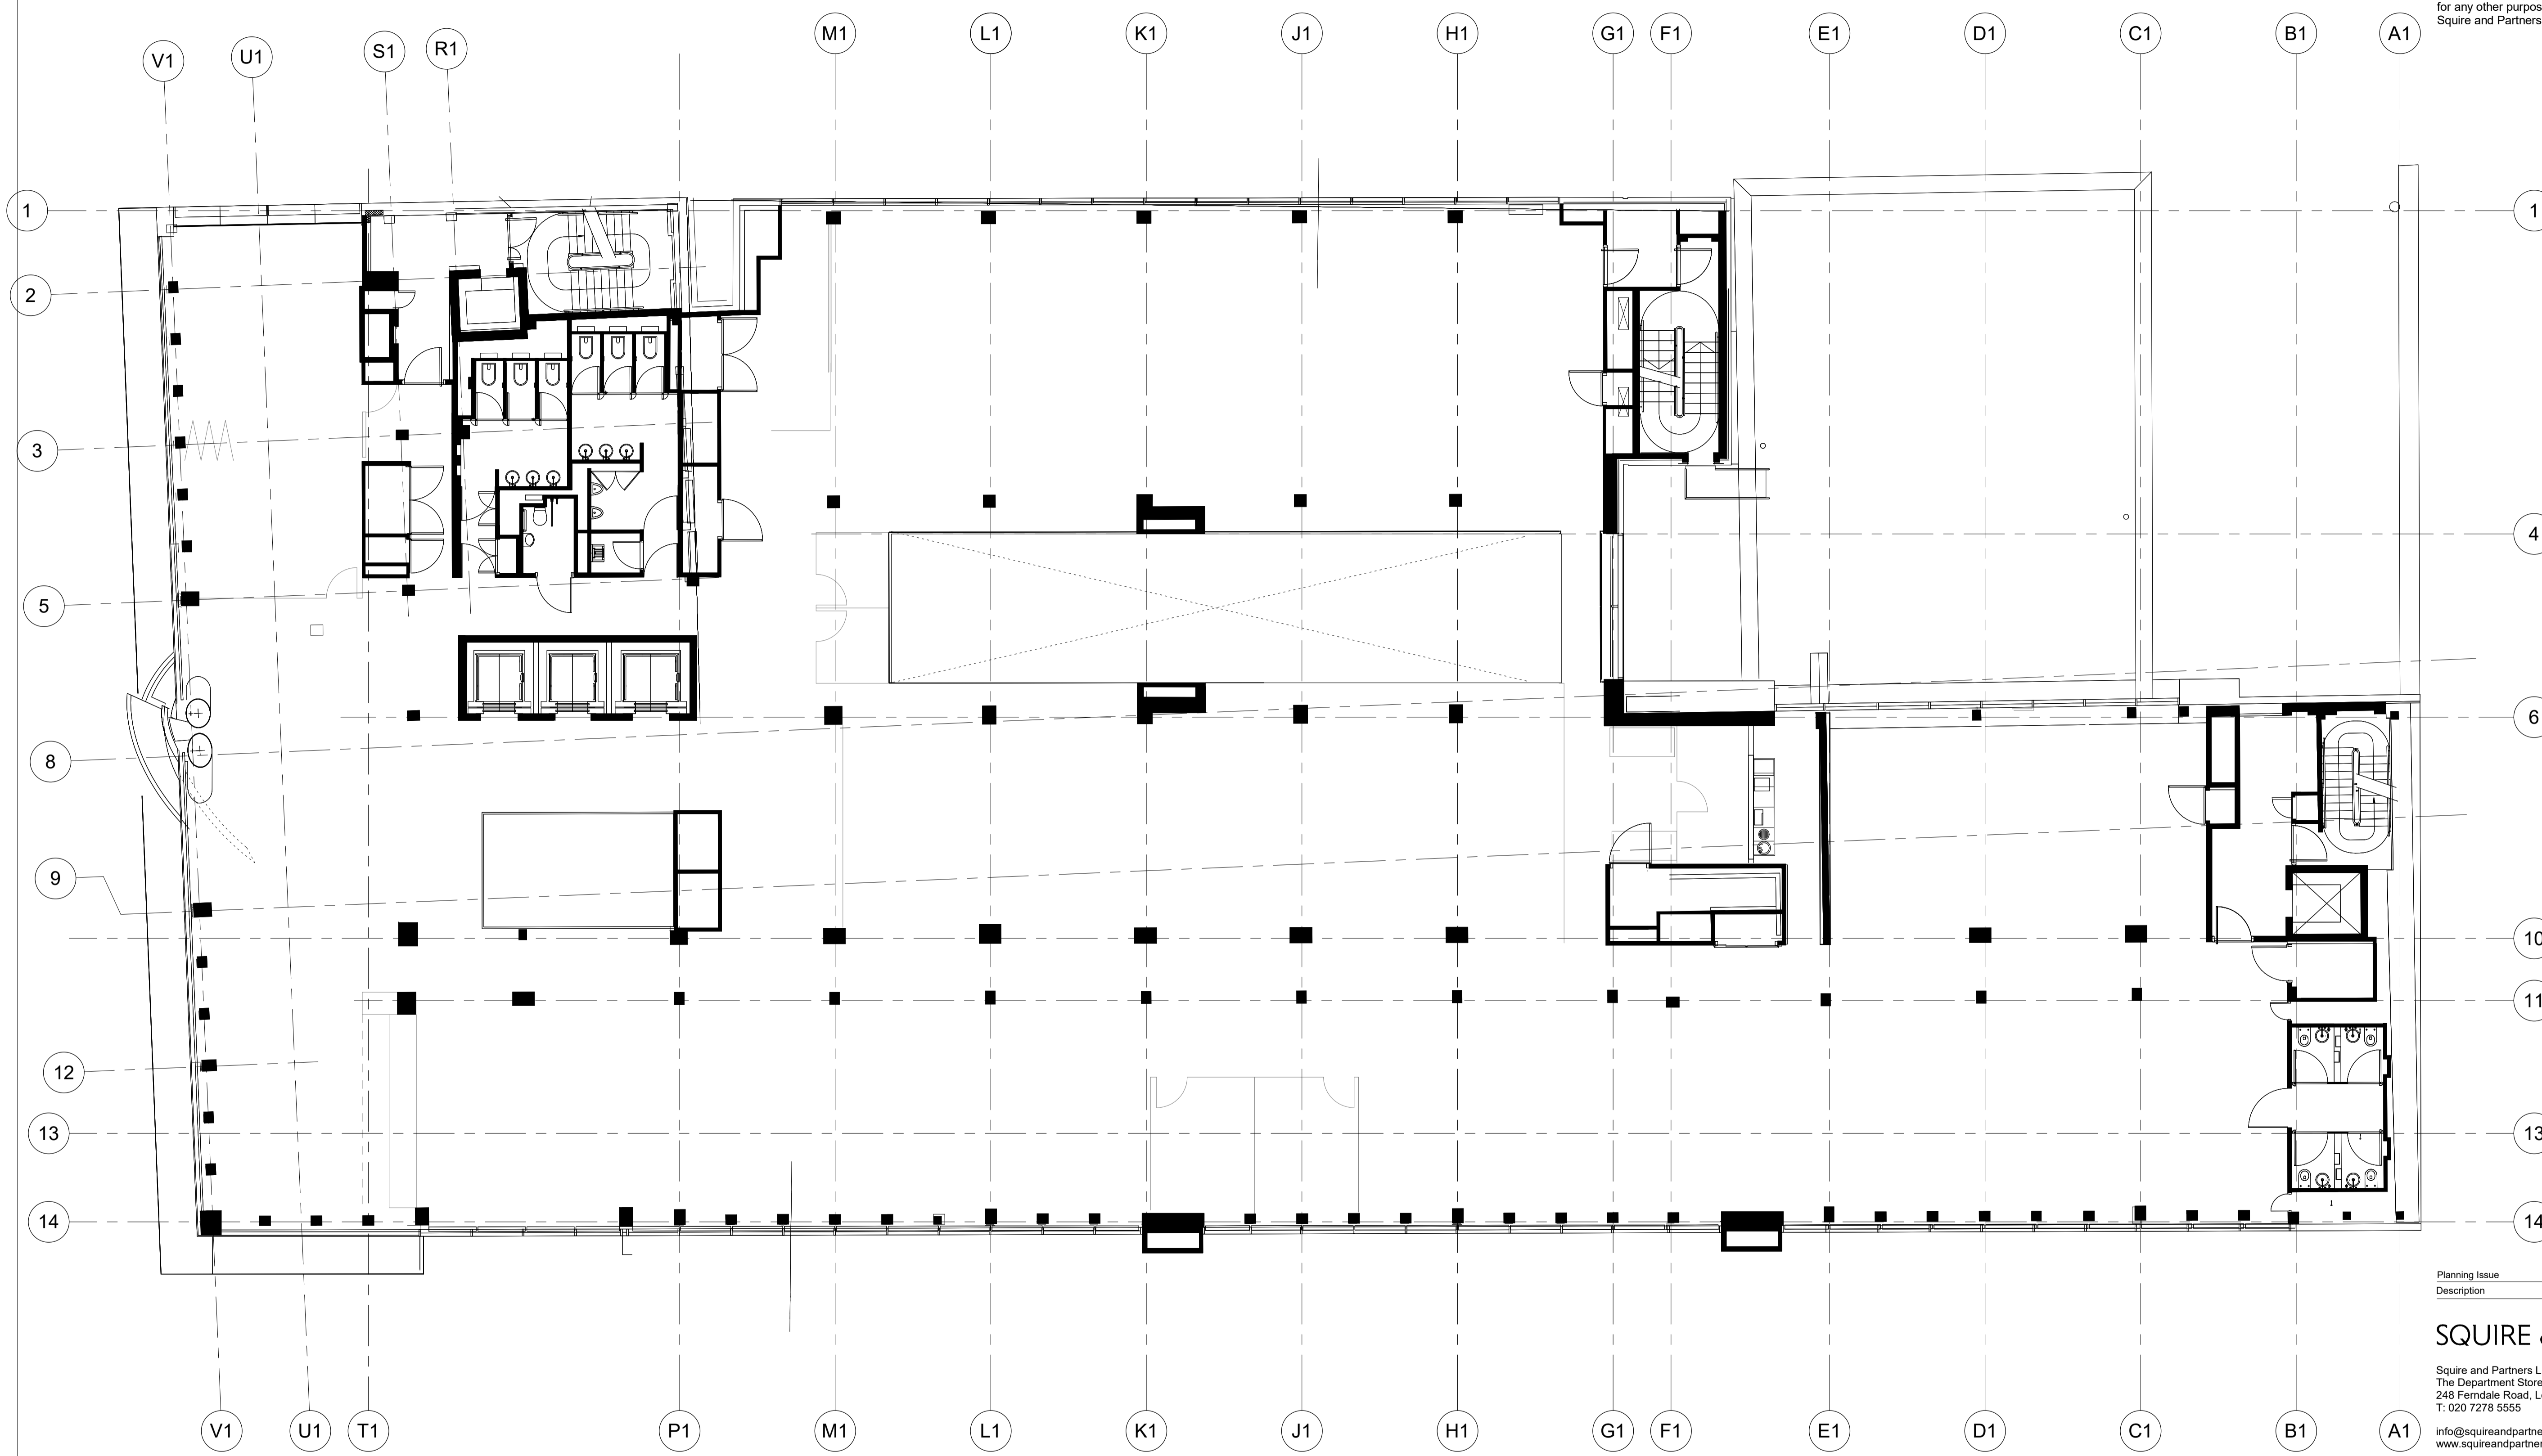 for any other purpos
Squire and Partners
V1 U1 S1 R1 M1 L1 K1 J1 H1 G1 F1 E1 D1 C1 B1 A1
1 1
2
3
4
5
6
8
9
10
11
12
13 13
14 14
Planning Issue
Description
SQUIRE
Squire and Partners L
The Department Store
248 Ferndale Road, L
T: 020 7278 5555
info@squireandpartne
www.squireandpartne
V1 U1 T1 P1 M1 L1 K1 J1 H1 G1 F1 E1 D1 C1 B1 A1